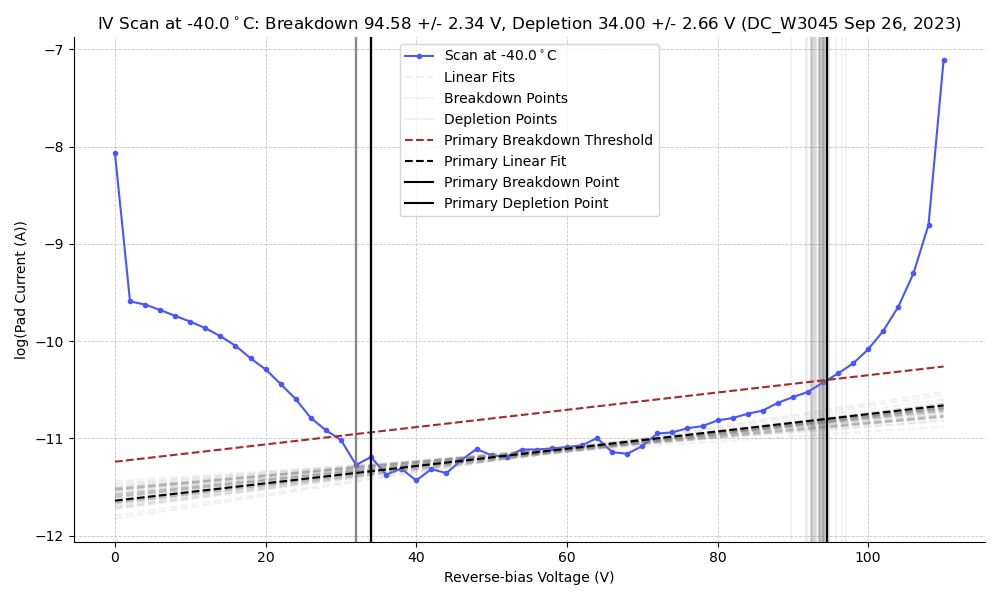 IV Scan at -40.0°C: Breakdown 94.58 +/- 2.34 V, Depletion 34.00 +/- 2.66 V (DC_W3045 Sep 26, 2023)
log(Pad Current (A))
−7
−8
−9
−10
−11
−12
Scan at -40.0°C
Linear Fits
Breakdown Points
Depletion Points
Primary Breakdown Threshold
Primary Linear Fit
Primary Breakdown Point
Primary Depletion Point
0 20 40 60 80 100
Reverse-bias Voltage (V)